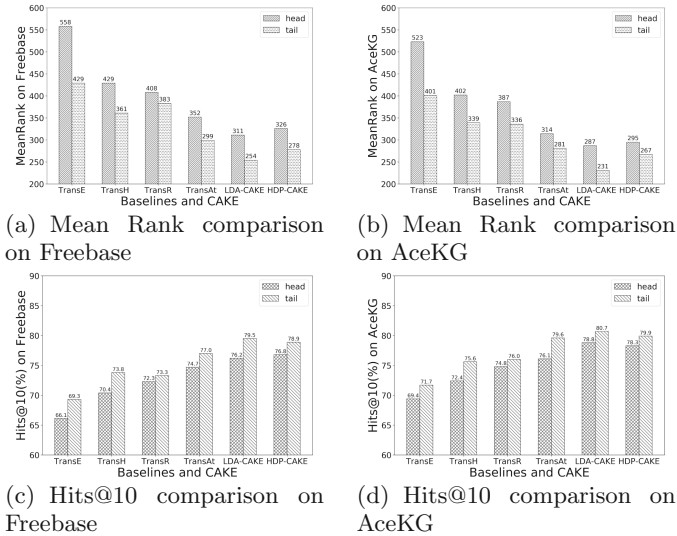 600
550
500
450
400
350
300
250
200
MeanRank on Freebase
head
tail
558
429
429
361
408
383
352
299
311
254
326
278
TransE TransH TransR TransAt LDA-CAKE HDP-CAKE
Baselines and CAKE
(a) Mean Rank comparison
on Freebase
600
550
500
450
400
350
300
250
200
MeanRank on AceKG
head
tail
523
401
402
339
387
336
314
281
287
231
295
267
TransE TransH TransR TransAt LDA-CAKE HDP-CAKE
Baselines and CAKE
(b) Mean Rank comparison
on AceKG
90
85
80
75
70
65
60
Hits@10(%) on Freebase
head
tail
66.1
69.3
70.4
73.8
72.3
73.3
74.7
77.0
76.2
79.5
76.8
78.9
TransE TransH TransR TransAt LDA-CAKE HDP-CAKE
Baselines and CAKE
(c) Hits@10 comparison on
Freebase
90
85
80
75
70
65
60
Hits@10(%) on AceKG
head
tail
69.4
71.7
72.4
75.6
74.8
76.0
76.1
79.6
78.8
80.7
78.3
79.9
TransE TransH TransR TransAt LDA-CAKE HDP-CAKE
Baselines and CAKE
(d) Hits@10 comparison on
AceKG